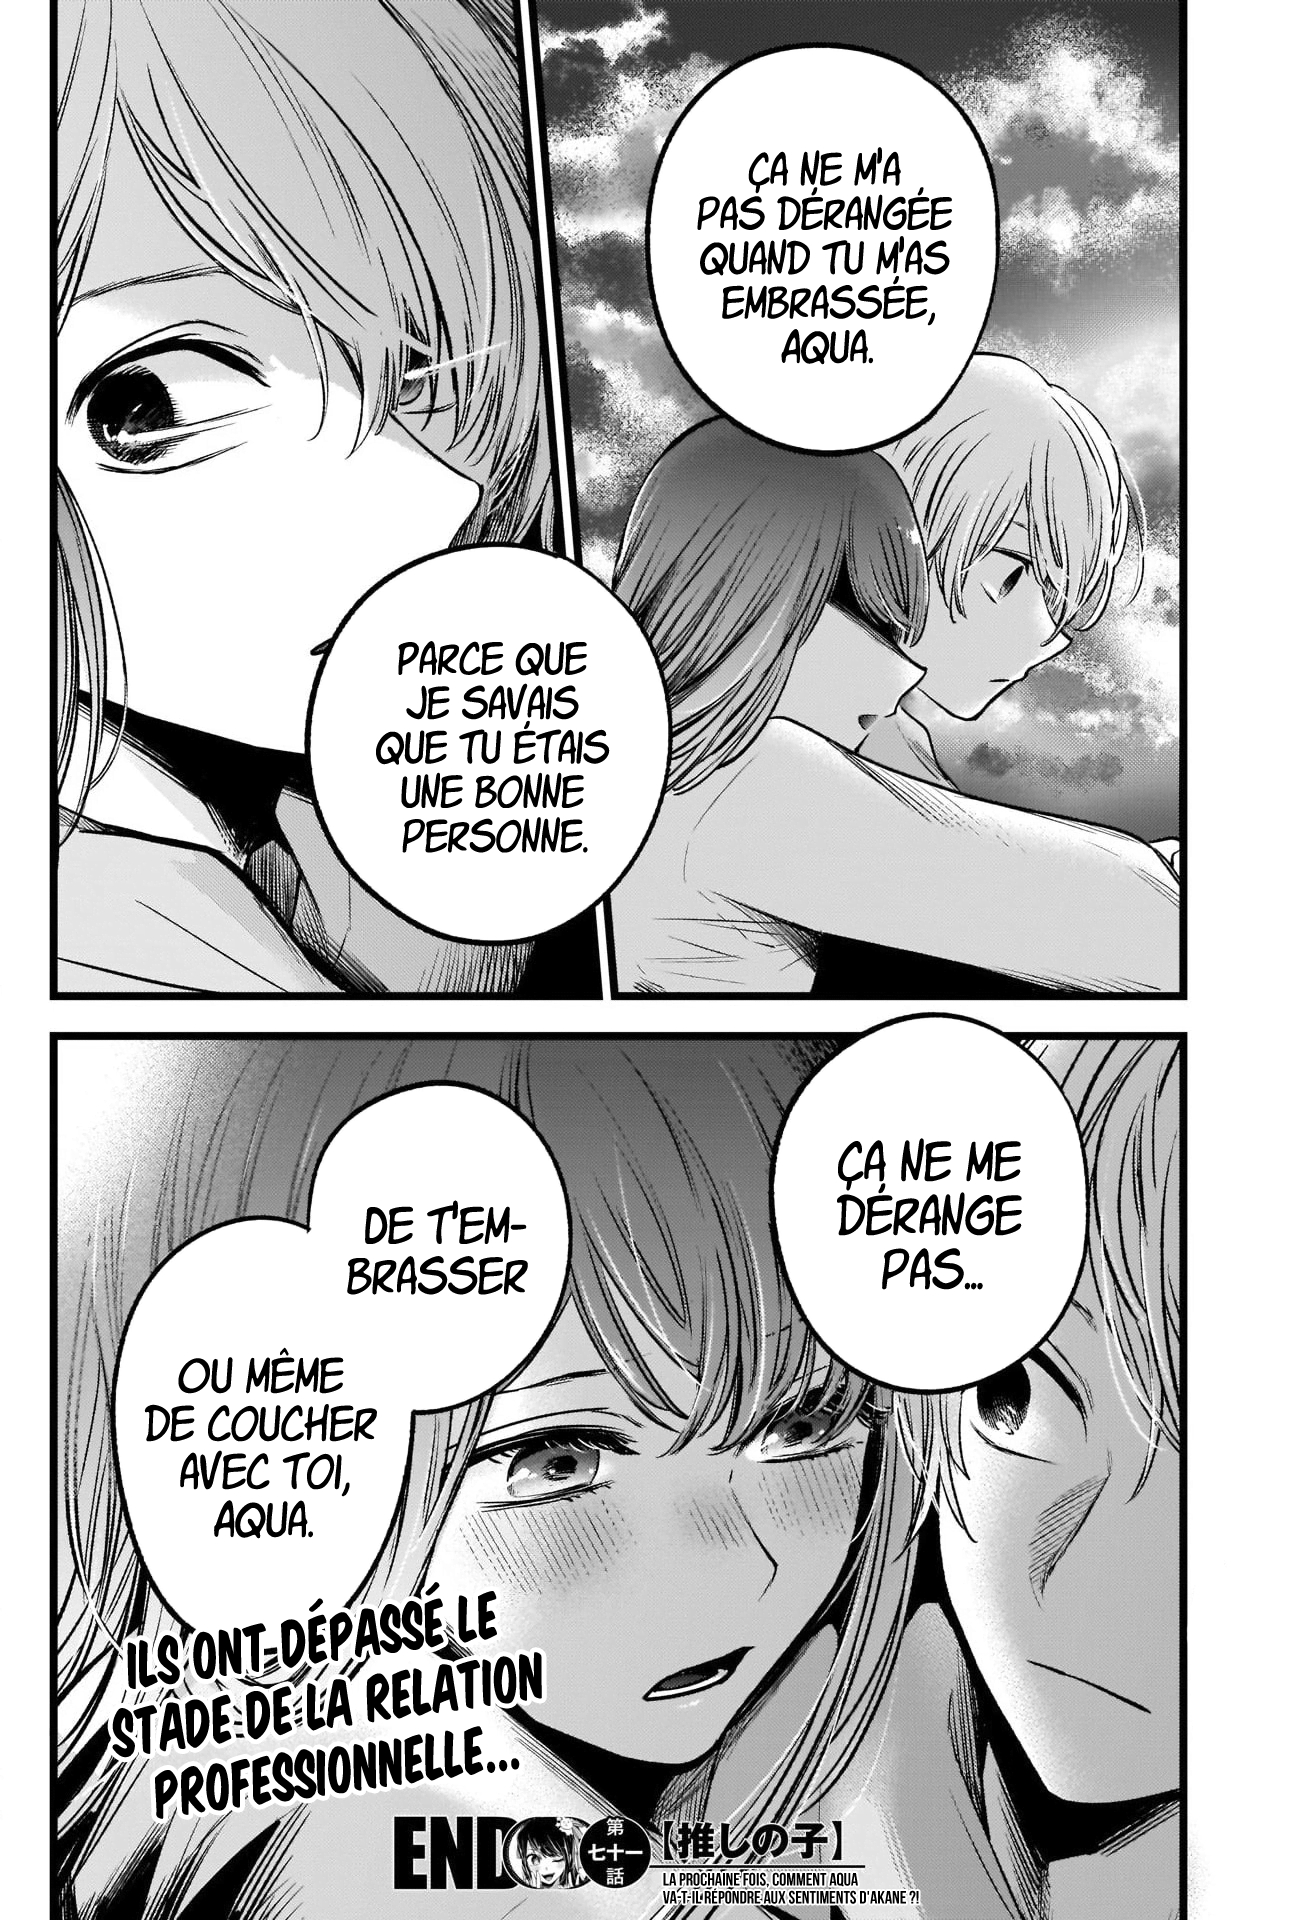 ÇA NE M'A
PAS DÉRANGÉE
QUAND TU M'AS
EMBRASSÉE,
AQUA.
PARCE QUE
JE SAVAIS
QUE TU ÉTAIS
UNE BONNE
PERSONNE.
ÇA NE ME
DÉRANGE
PAS...
DE T'EM-
BRASSER
OU MÊME
DE COUCHER
AVEC TOI,
AQUA.
ILS ONT DÉPASSÉ LE
STADE DE LA RELATION
PROFESSIONNELLE...
END
第
七十一
話
【推しの子】
LA PROCHAINE FOIS, COMMENT AQUA
VA-T-IL RÉPONDRE AUX SENTIMENTS D'AKANE ?!